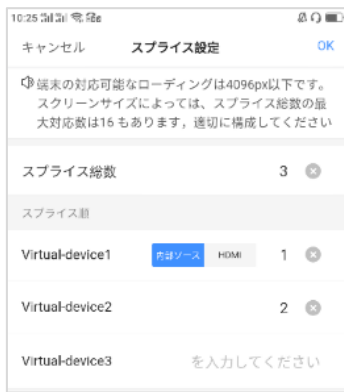 10:25
キャンセル スプライス設定 OK
端末の対応可能なローディングは4096px以下です。
スクリーンサイズによっては、スプライス総数の最
大対応数は16 もあります，適切に構成してください
スプライス総数 3
スプライス順
Virtual-device1 内部ソース HDMI 1
Virtual-device2 2
Virtual-device3 を入力してください